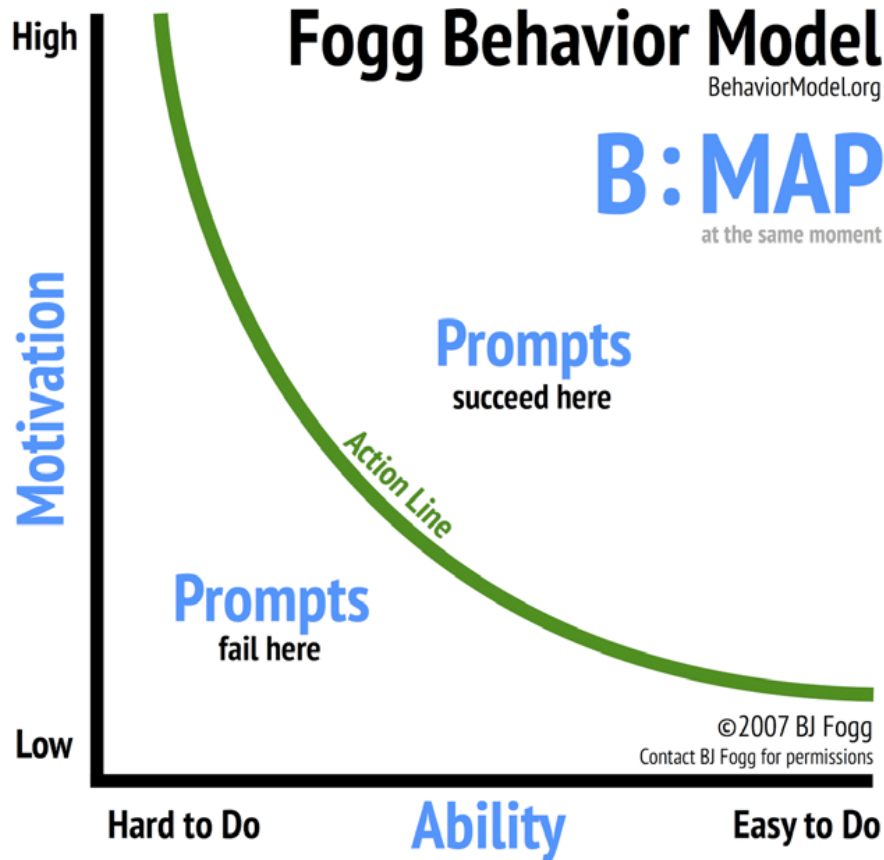 High
Fogg Behavior Model
BehaviorModel.org
B:MAP
at the same moment
Motivation
Prompts
succeed here
Action Line
Prompts
fail here
Low
©2007 BJ Fogg
Contact BJ Fogg for permissions
Hard to Do
Ability
Easy to Do